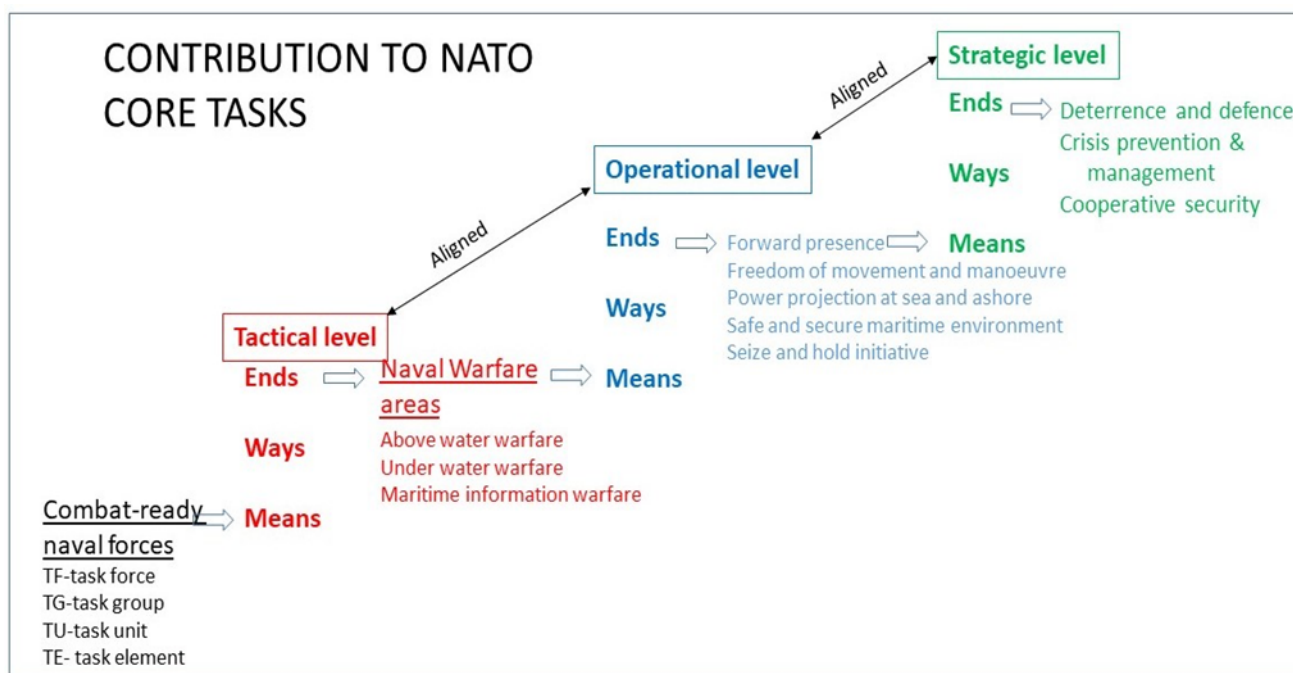 CONTRIBUTION TO NATO
CORE TASKS
Strategic level
Aligned
Ends
Deterrence and defence
Crisis prevention &
management
Ways
Cooperative security
Means
Operational level
Aligned
Ends
Forward presence
Freedom of movement and manoeuvre
Power projection at sea and ashore
Ways
Safe and secure maritime environment
Seize and hold initiative
Means
Tactical level
Ends
Naval Warfare
areas
Ways
Above water warfare
Under water warfare
Maritime information warfare
Means
Combat-ready
naval forces
TF-task force
TG-task group
TU-task unit
TE- task element